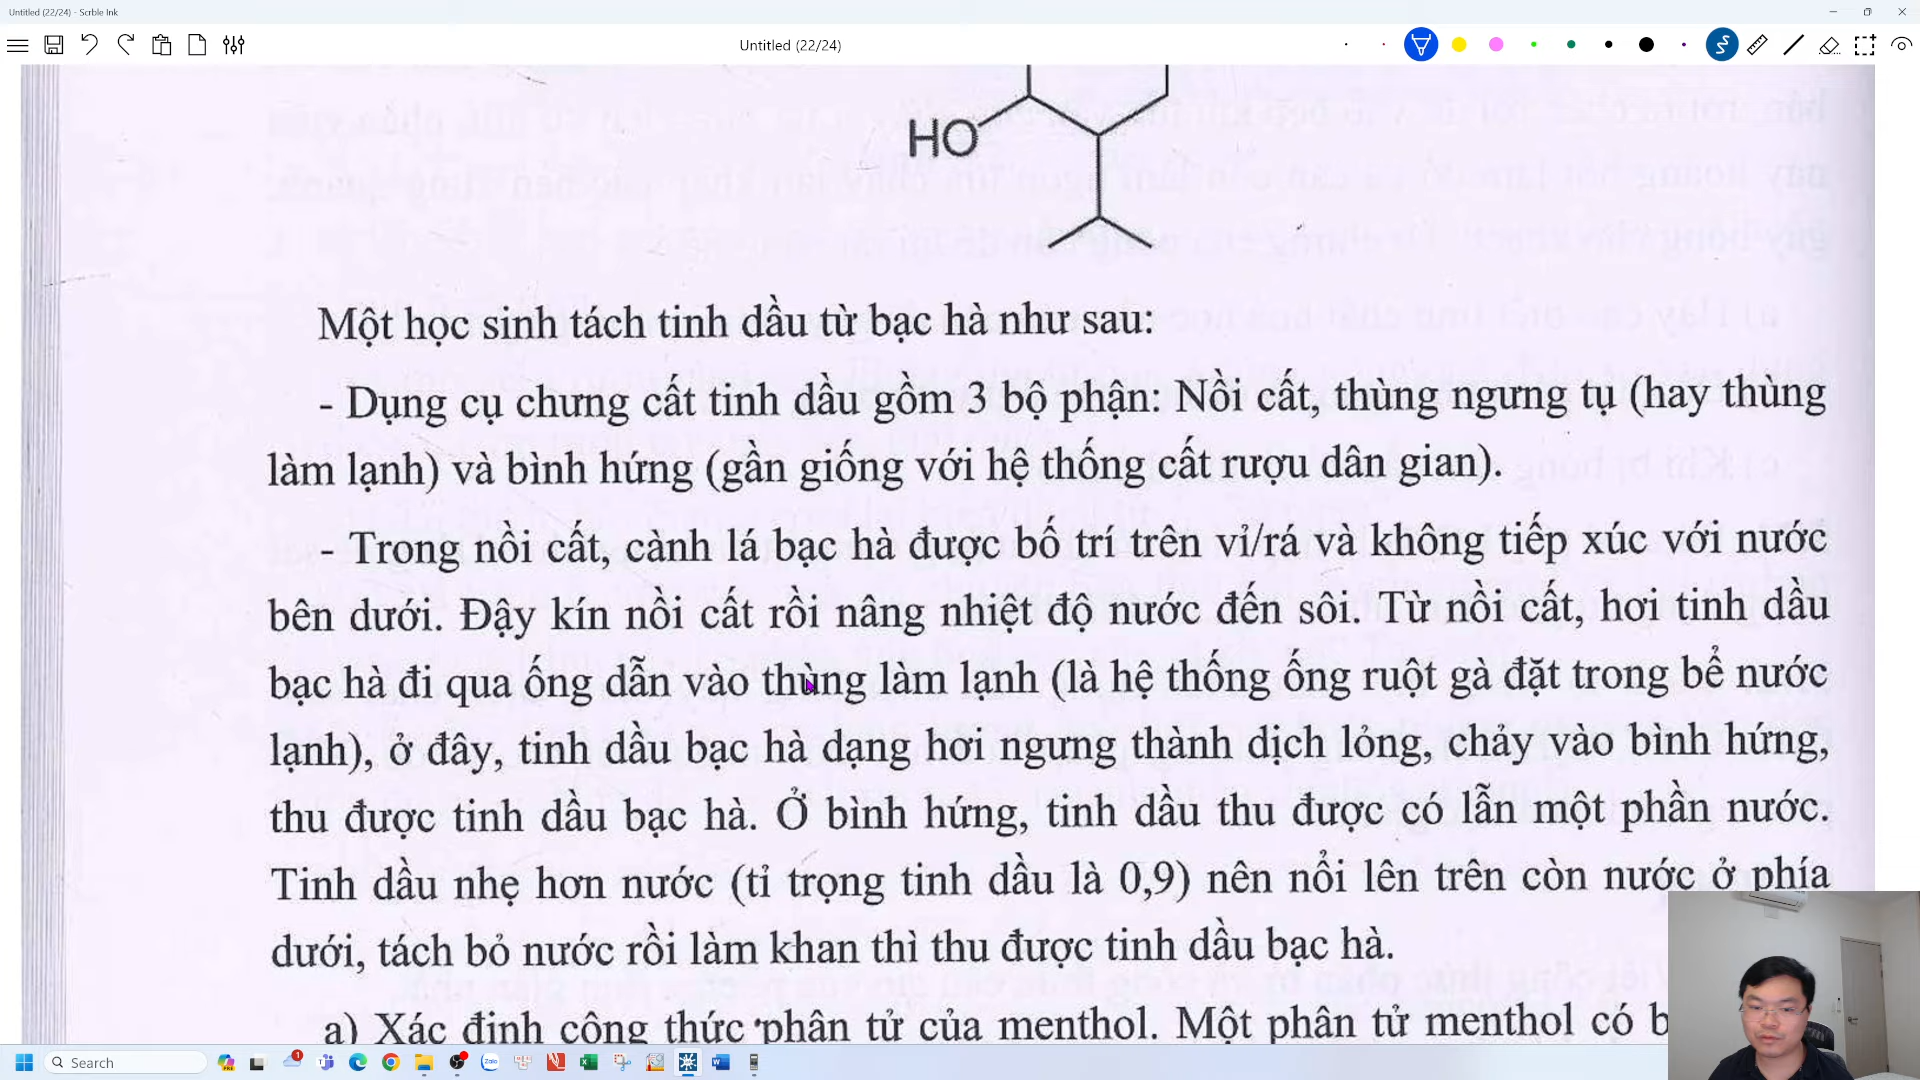 Untitled (22/24) - Scrble Ink
Untitled (22/24)
HO
Một học sinh tách tinh dầu từ bạc hà như sau:
- Dụng cụ chưng cất tinh dầu gồm 3 bộ phận: Nồi cất, thùng ngưng tụ (hay thùng
làm lạnh) và bình hứng (gần giống với hệ thống cất rượu dân gian).
- Trong nồi cất, cành lá bạc hà được bố trí trên vỉ/rá và không tiếp xúc với nước
bên dưới. Đậy kín nồi cất rồi nâng nhiệt độ nước đến sôi. Từ nồi cất, hơi tinh dầu
bạc hà đi qua ống dẫn vào thùng làm lạnh (là hệ thống ống ruột gà đặt trong bể nước
lạnh), ở đây, tinh dầu bạc hà dạng hơi ngưng thành dịch lỏng, chảy vào bình hứng,
thu được tinh dầu bạc hà. Ở bình hứng, tinh dầu thu được có lẫn một phần nước.
Tinh dầu nhẹ hơn nước (tỉ trọng tinh dầu là 0,9) nên nổi lên trên còn nước ở phía
dưới, tách bỏ nước rồi làm khan thì thu được tinh dầu bạc hà.
a) Xác định công thức phân tử của menthol. Một phân tử menthol có
Search